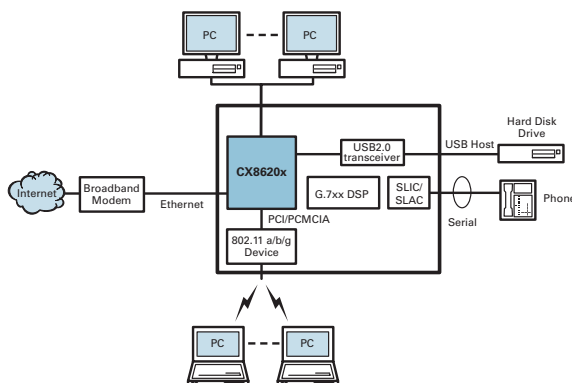 PC
PC
Hard Disk
Drive
USB2.0
transceiver
USB Host
CX8620x
Internet
Broadband
Modem
Ethernet
G.7xx DSP
SLIC/
SLAC
Phone
Serial
PCI/PCMCIA
802.11 a/b/g
Device
PC
PC